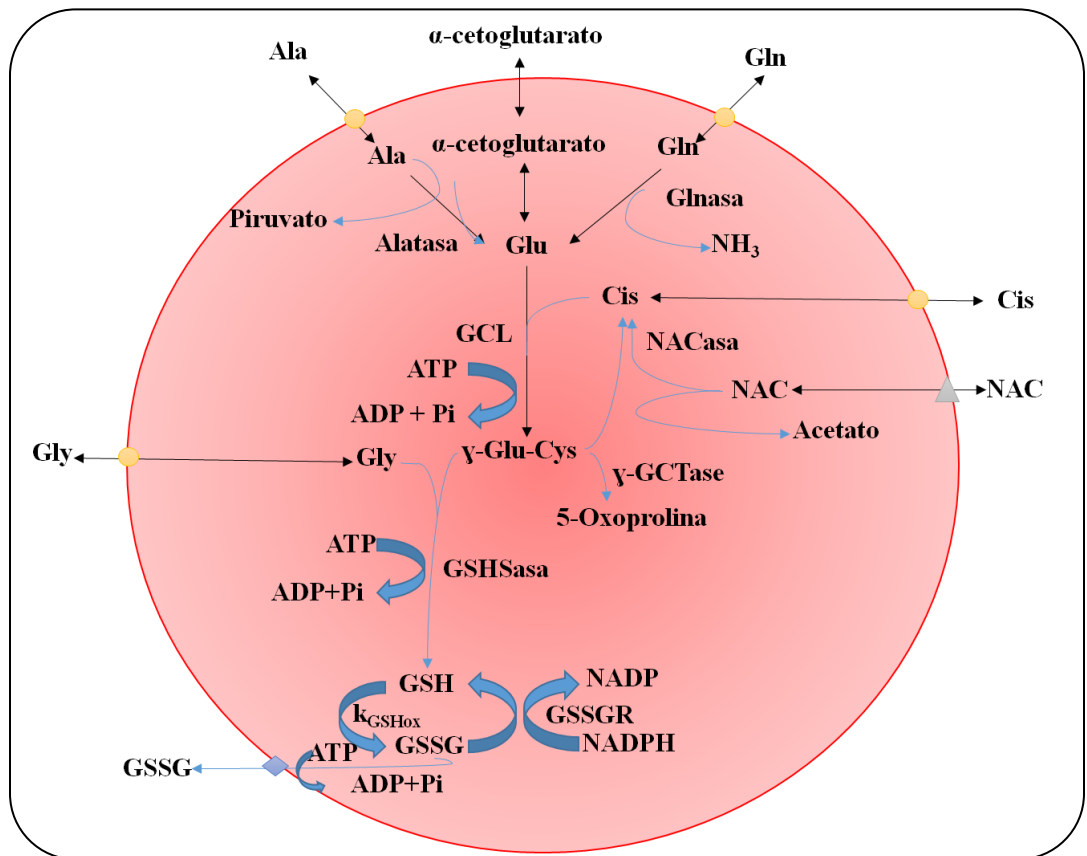 α-cetoglutarato
Ala
Gln
α-cetoglutarato
Ala
Gln
Glnasa
Piruvato
Alatasa
Glu
NH₃
Cis
Cis
GCL
NACasa
ATP
NAC
NAC
ADP + Pi
Acetato
Gly
Gly
ɣ-Glu-Cys
ɣ-GCTase
5-Oxoprolina
ATP
GSHSasa
ADP+Pi
GSH
NADP
kGSHox
GSSGR
GSSG
NADPH
ATP
GSSG
ADP+Pi